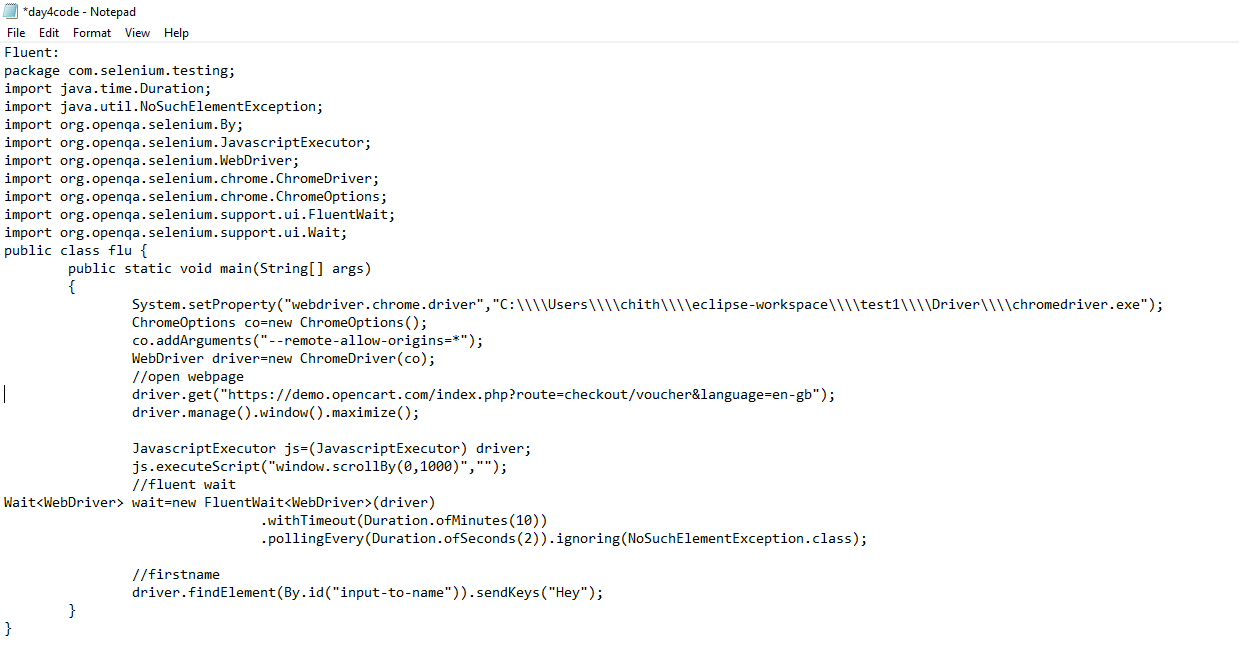 *day4code - Notepad
File Edit Format View Help
Fluent:
package com.selenium.testing;
import java.time.Duration;
import java.util.NoSuchElementException;
import org.openqa.selenium.By;
import org.openqa.selenium.JavascriptExecutor;
import org.openqa.selenium.WebDriver;
import org.openqa.selenium.chrome.ChromeDriver;
import org.openqa.selenium.chrome.ChromeOptions;
import org.openqa.selenium.support.ui.FluentWait;
import org.openqa.selenium.support.ui.Wait;
public class flu {
        public static void main(String[] args)
        {
                System.setProperty("webdriver.chrome.driver","C:\\\\Users\\\\chith\\\\eclipse-workspace\\\\test1\\\\Driver\\\\chromedriver.exe");
                ChromeOptions co=new ChromeOptions();
                co.addArguments("--remote-allow-origins=*");
                WebDriver driver=new ChromeDriver(co);
                //open webpage
                driver.get("https://demo.opencart.com/index.php?route=checkout/voucher&language=en-gb");
                driver.manage().window().maximize();

                JavascriptExecutor js=(JavascriptExecutor) driver;
                js.executeScript("window.scrollBy(0,1000)","");
                //fluent wait
Wait<WebDriver> wait=new FluentWait<WebDriver>(driver)
                                .withTimeout(Duration.ofMinutes(10))
                                .pollingEvery(Duration.ofSeconds(2)).ignoring(NoSuchElementException.class);

                //firstname
                driver.findElement(By.id("input-to-name")).sendKeys("Hey");
        }
}